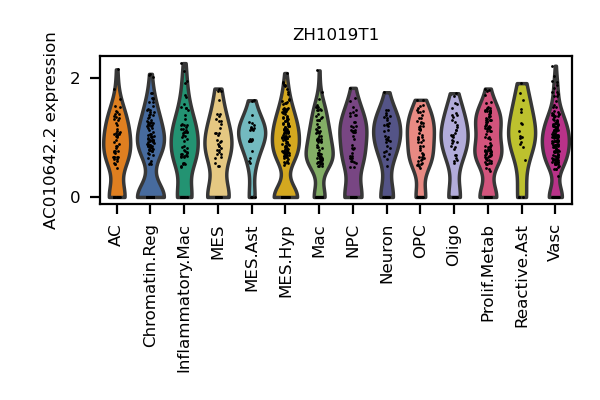 ZH1019T1
AC010642.2 expression
2
0
AC
Chromatin.Reg
Inflammatory.Mac
MES
MES.Ast
MES.Hyp
Mac
NPC
Neuron
OPC
Oligo
Prolif.Metab
Reactive.Ast
Vasc